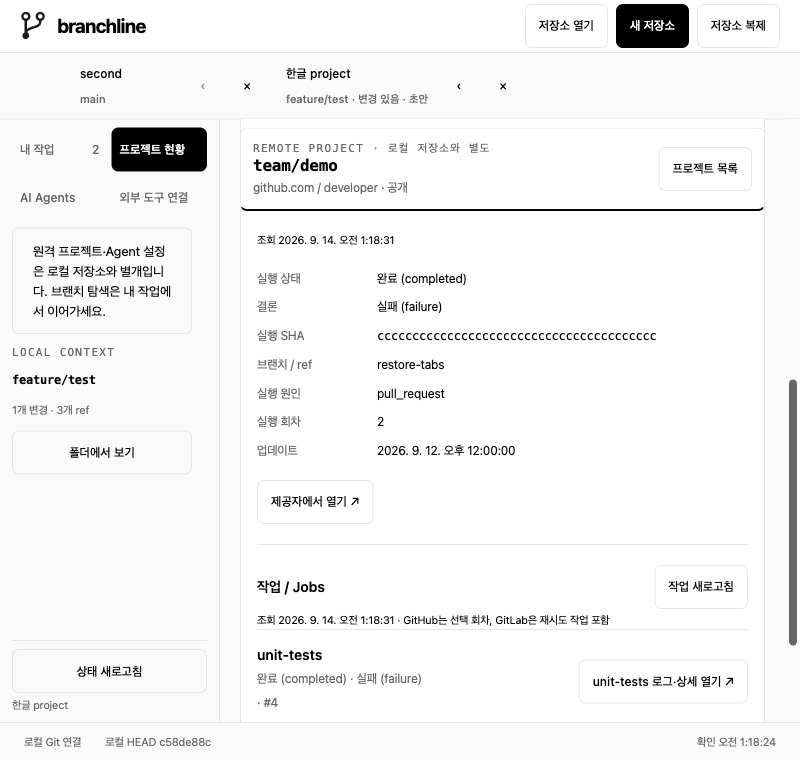 branchline
저장소 열기
새 저장소
저장소 복제
second
main
‹
×
한글 project
feature/test · 변경 있음 · 초안
‹
×
내 작업 2
프로젝트 현황
AI Agents
외부 도구 연결
원격 프로젝트·Agent 설정
은 로컬 저장소와 별개입니
다. 브랜치 탐색은 내 작업에
서 이어가세요.
LOCAL CONTEXT
feature/test
1개 변경 · 3개 ref
폴더에서 보기
상태 새로고침
한글 project
REMOTE PROJECT · 로컬 저장소와 별도
team/demo
github.com / developer · 공개
프로젝트 목록
조회 2026. 9. 14. 오전 1:18:31
실행 상태 완료 (completed)
결론 실패 (failure)
실행 SHA cccccccccccccccccccccccccccccccccccccccc
브랜치 / ref restore-tabs
실행 원인 pull_request
실행 회차 2
업데이트 2026. 9. 12. 오후 12:00:00
제공자에서 열기 ↗
작업 / Jobs
작업 새로고침
조회 2026. 9. 14. 오전 1:18:31 · GitHub는 선택 회차, GitLab은 재시도 작업 포함
unit-tests
완료 (completed) · 실패 (failure)
· #4
unit-tests 로그·상세 열기 ↗
로컬 Git 연결
로컬 HEAD c58de88c
확인 오전 1:18:24